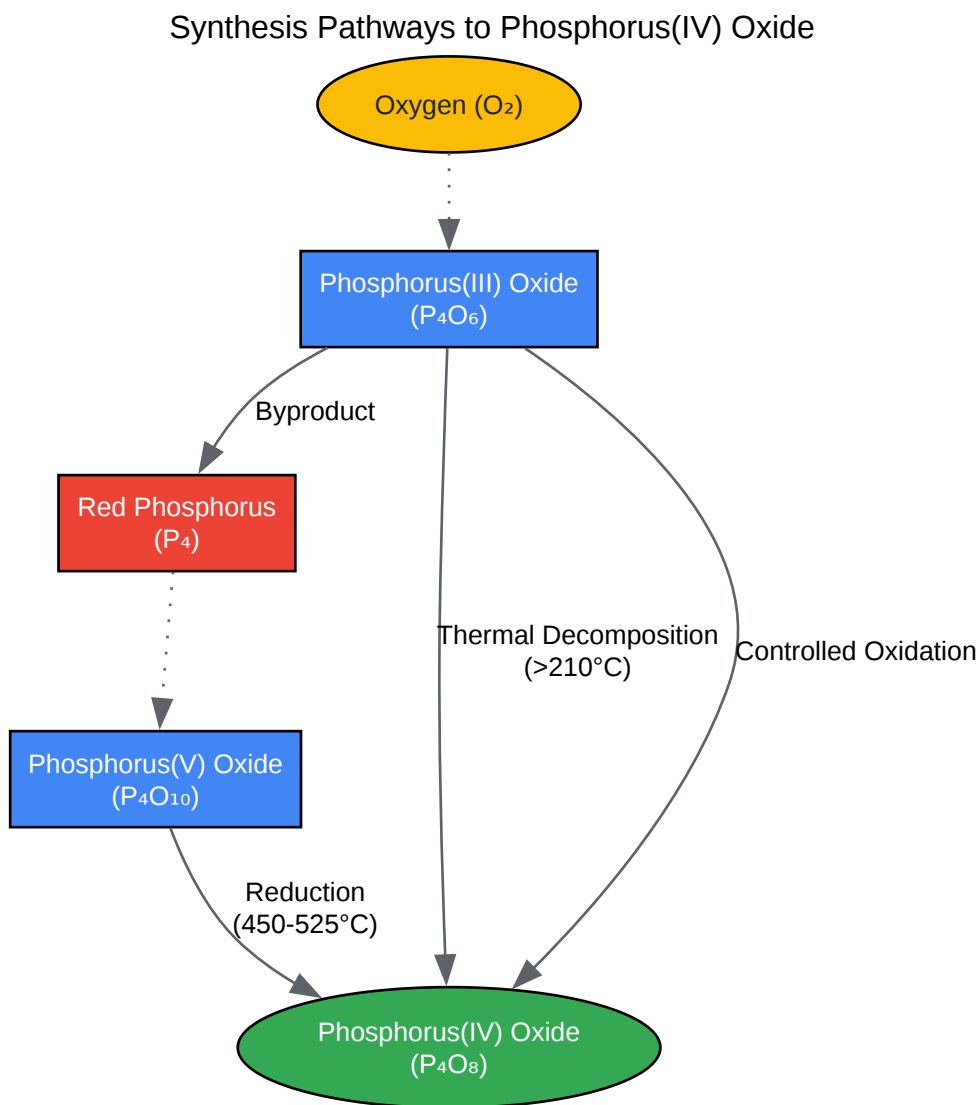 Synthesis Pathways to Phosphorus(IV) Oxide
Oxygen (O₂)
Phosphorus(III) Oxide
(P₄O₆)
Byproduct
Red Phosphorus
(P₄)
Thermal Decomposition
(>210°C)
Controlled Oxidation
Phosphorus(V) Oxide
(P₄O₁₀)
Reduction
(450-525°C)
Phosphorus(IV) Oxide
(P₄O₈)